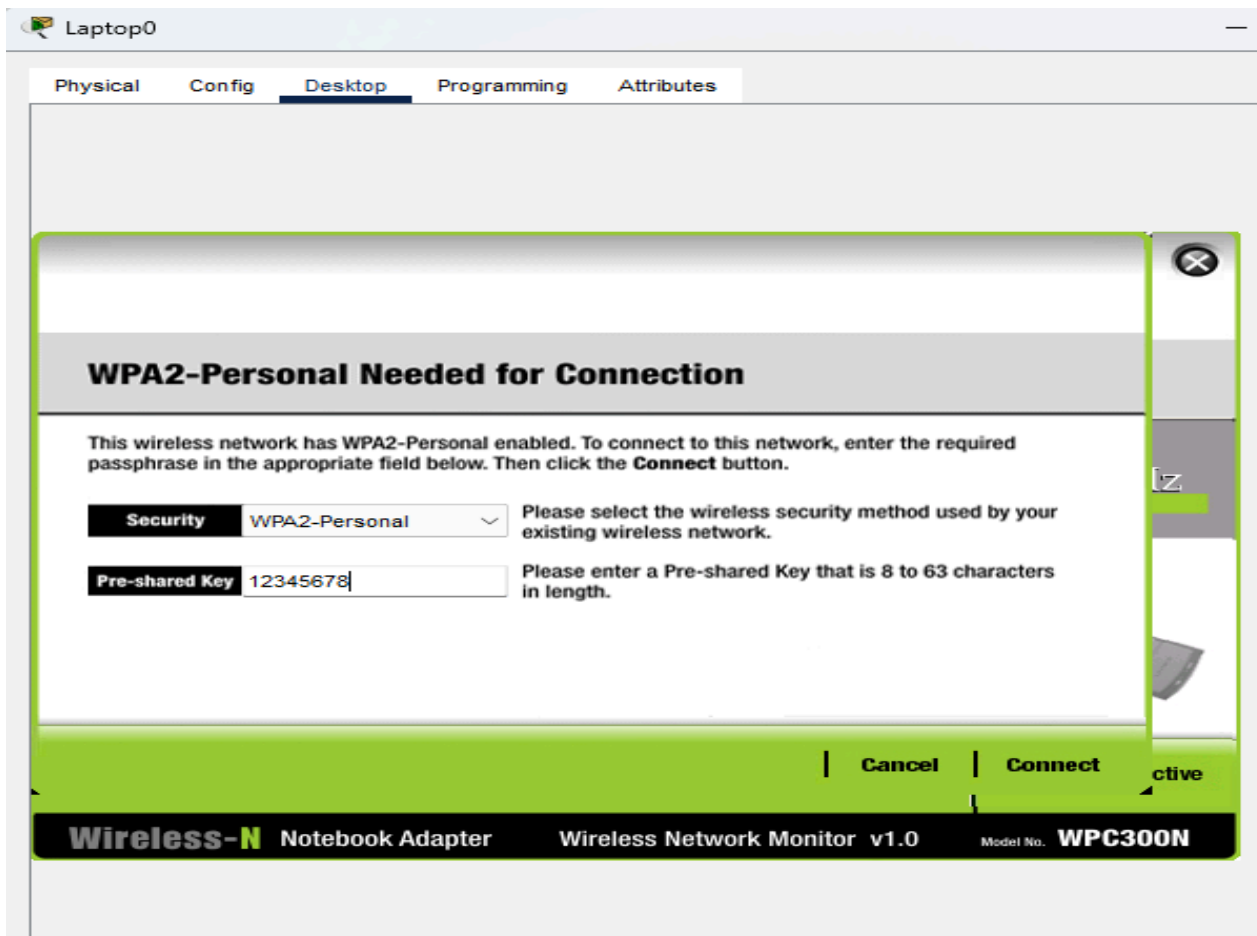 Laptop0
Physical Config Desktop Programming Attributes
WPA2-Personal Needed for Connection
This wireless network has WPA2-Personal enabled. To connect to this network, enter the required
passphrase in the appropriate field below. Then click the Connect button.
Security WPA2-Personal Please select the wireless security method used by your
existing wireless network.
Pre-shared Key 12345678 Please enter a Pre-shared Key that is 8 to 63 characters
in length.
Cancel Connect
Wireless-N Notebook Adapter Wireless Network Monitor v1.0 Model No. WPC300N